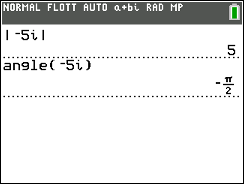 NORMAL FLOTT AUTO a+bi RAD MP
|⁻5i|
5
angle(⁻5i)
-π/2